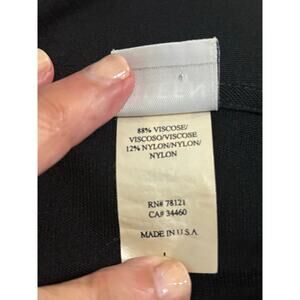 88% VISCOSE/
VISCOSO/VISCOSE
12% NYLON/NYLON/
NYLON
RN# 78121
CA# 34460
MADE IN U.S.A.